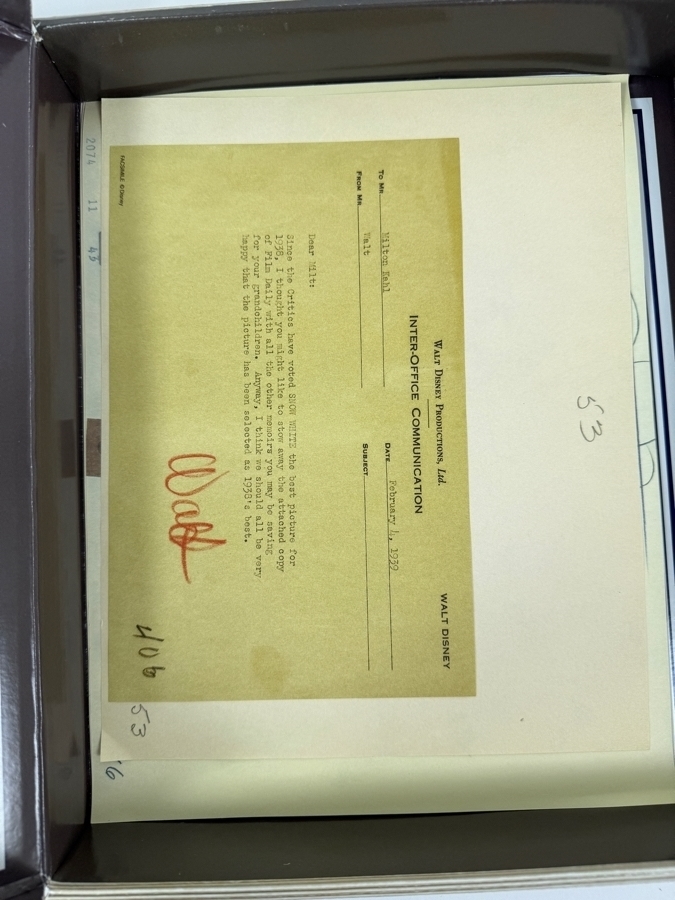 WALT DISNEY
WALT DISNEY PRODUCTIONS, Ltd.
INTER-OFFICE COMMUNICATION
TO MR. Milton Kahl
DATE February 4, 1939
FROM MR. Walt
SUBJECT
Dear Milt:
Since the Critics have voted SNOW WHITE the best picture for
1938, I thought you might like to stow away the attached copy
of Film Daily with all the other memoirs you may be saving
for your grandchildren. Anyway, I think we should all be very
happy that the picture has been selected as 1938's best.
Walt
FACSIMILE © Disney
406
53
53
2074 11